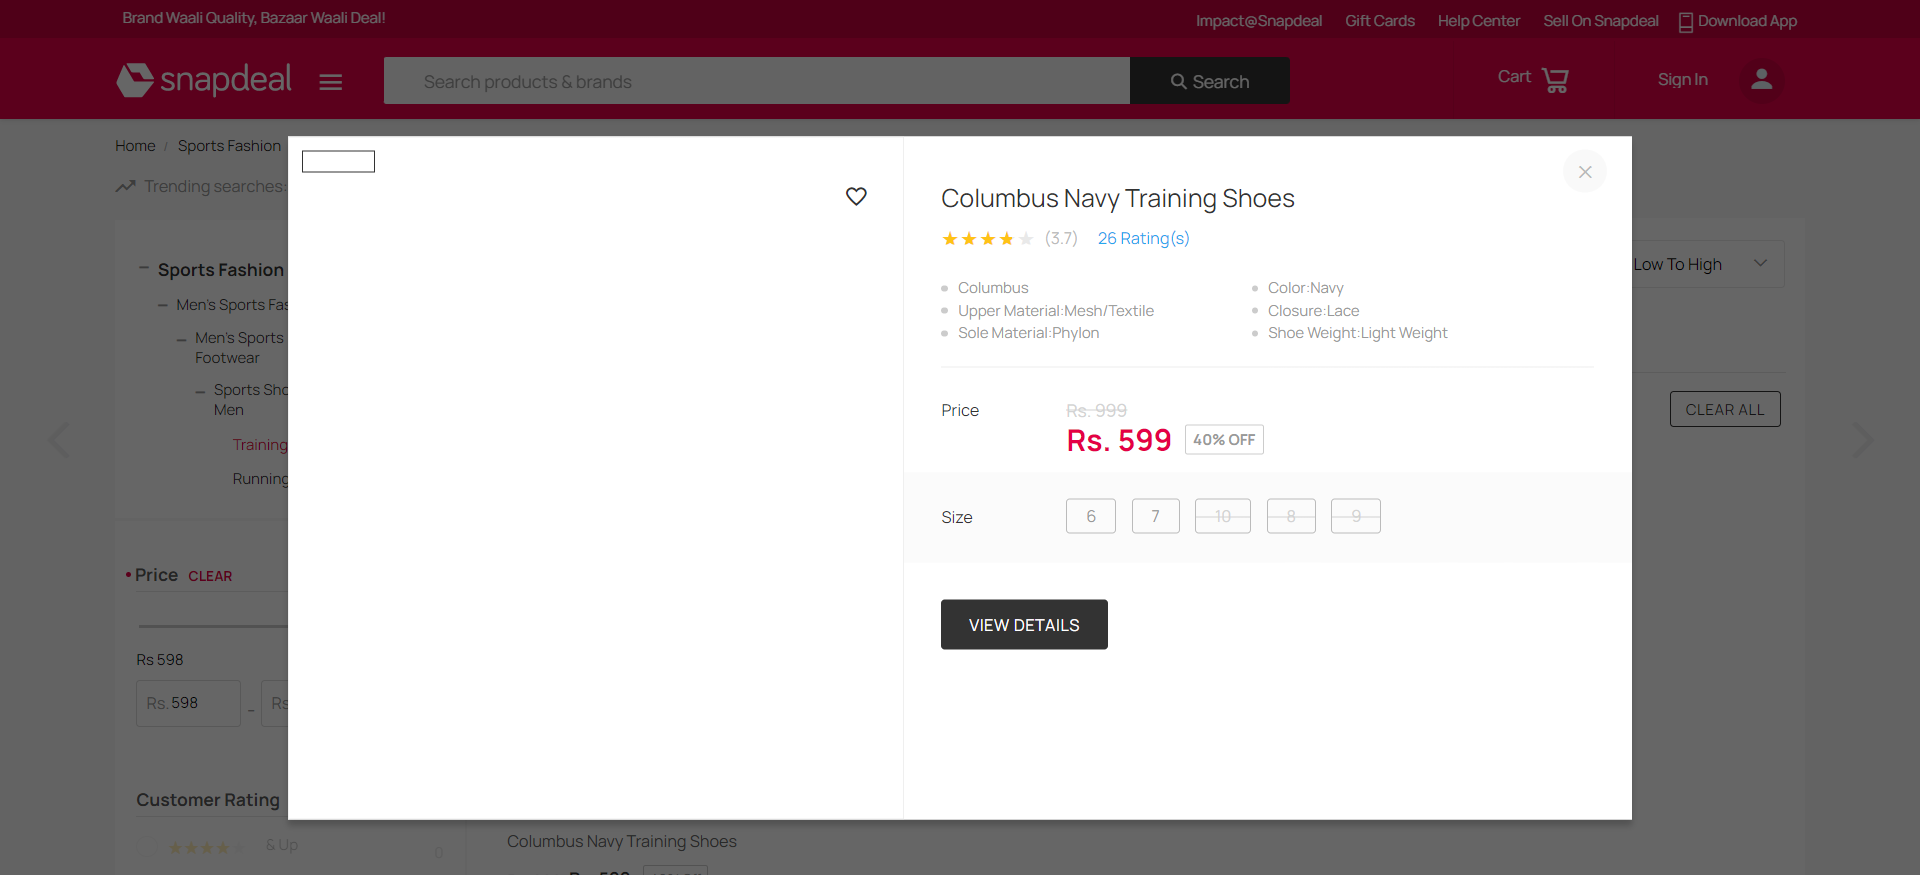 Brand Waali Quality, Bazaar Waali Deal!
Impact@Snapdeal Gift Cards Help Center Sell On Snapdeal Download App
snapdeal
Search products & brands
Search
Cart
Sign In
Home / Sports Fashion
Trending searches:
Sports Fashion
Men's Sports Fas
Men's Sports
Footwear
Sports Sho
Men
Training
Running
Price CLEAR
Rs 598
Rs. 598 - Rs
Customer Rating
& Up
0
Columbus Navy Training Shoes
(3.7) 26 Rating(s)
Columbus
Upper Material:Mesh/Textile
Sole Material:Phylon
Color:Navy
Closure:Lace
Shoe Weight:Light Weight
Price
Rs. 999
Rs. 599 40% OFF
Size 6 7 10 8 9
VIEW DETAILS
Low To High
CLEAR ALL
Columbus Navy Training Shoes